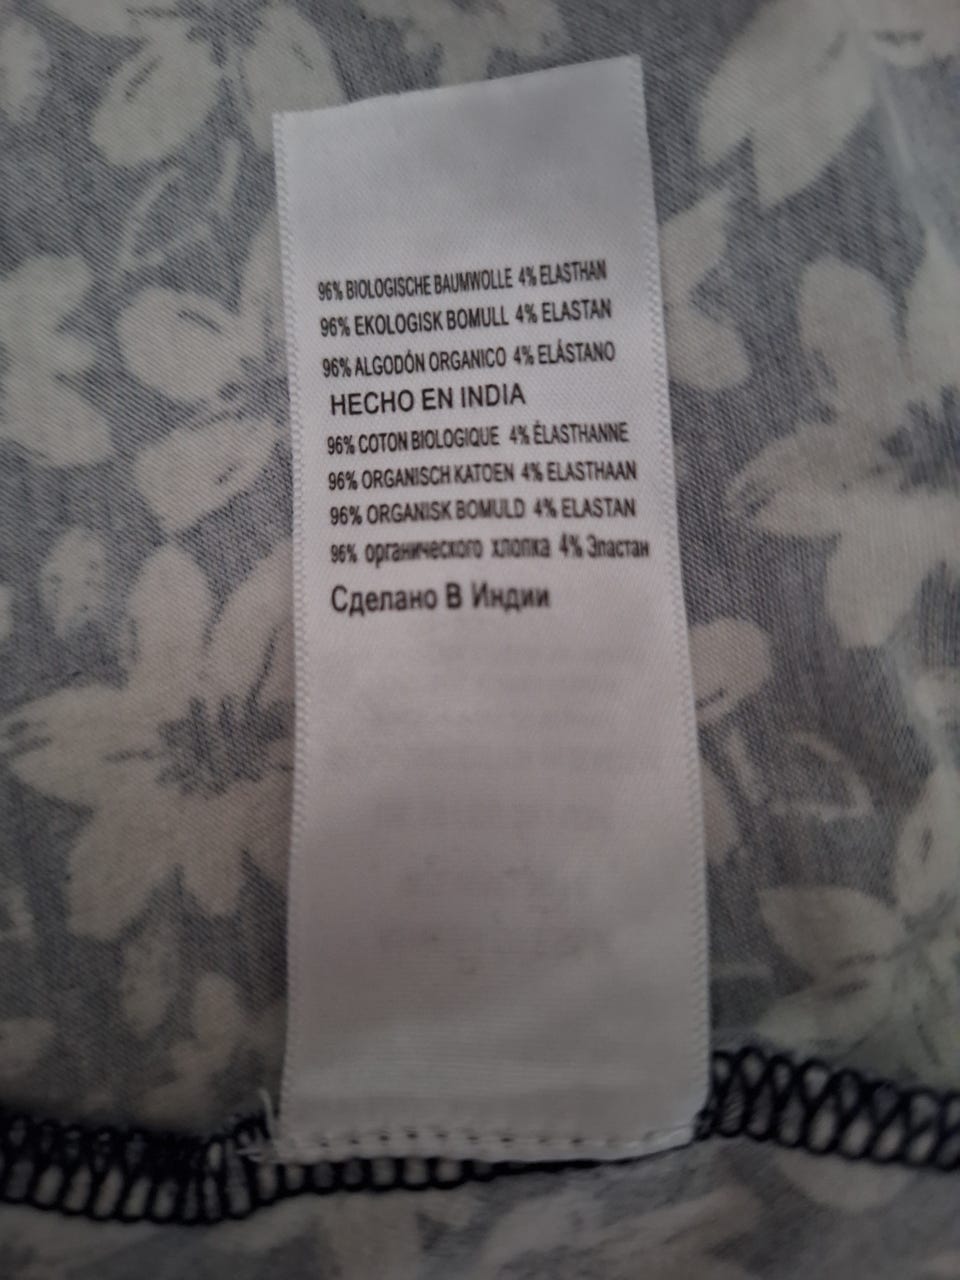 96% BIOLOGISCHE BAUMWOLLE 4% ELASTHAN
96% EKOLOGISK BOMULL 4% ELASTAN
96% ALGODÓN ORGANICO 4% ELÁSTANO
HECHO EN INDIA
96% COTON BIOLOGIQUE 4% ÉLASTHANNE
96% ORGANISCH KATOEN 4% ELASTHAAN
96% ORGANISK BOMULD 4% ELASTAN
96% органического хлопка 4% Эластан
Сделано В Индии